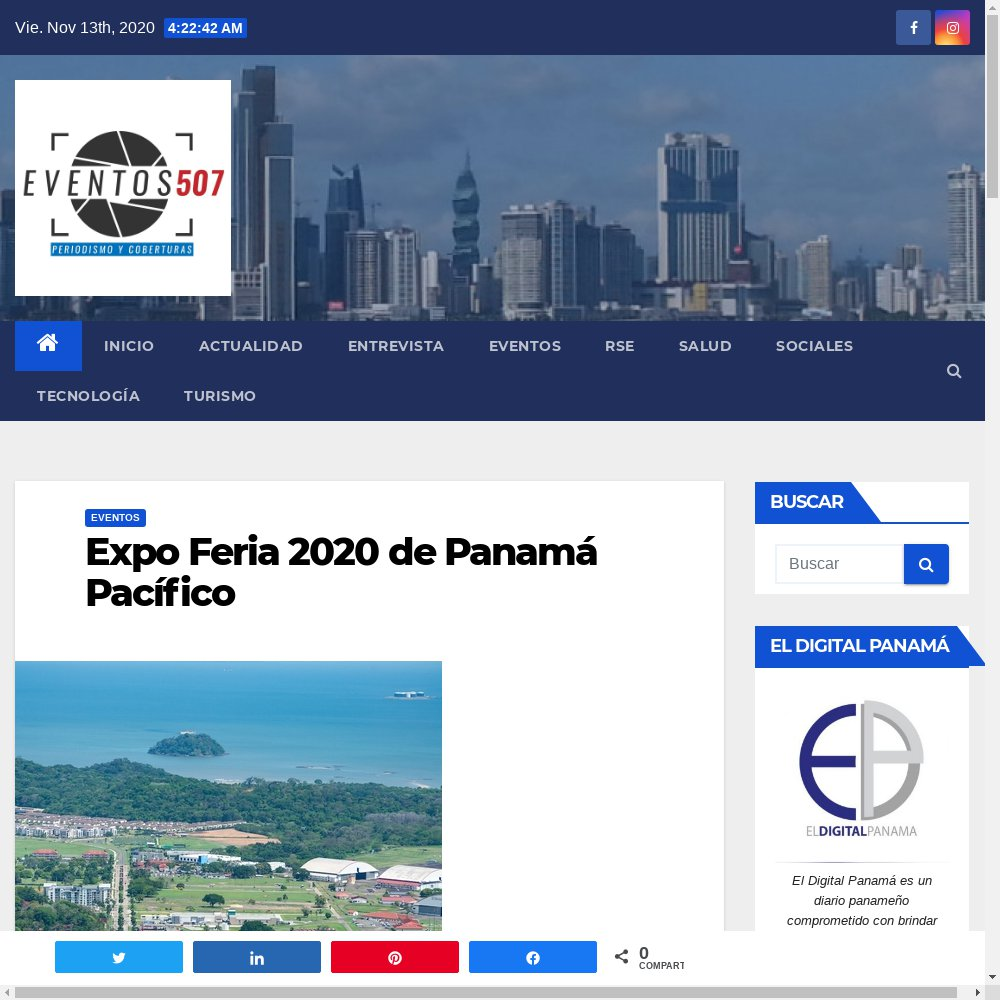 Vie. Nov 13th, 2020 4:22:42 AM
EVENTOS507
PERIODISMO Y COBERTURAS
INICIO ACTUALIDAD ENTREVISTA EVENTOS RSE SALUD SOCIALES
TECNOLOGÍA TURISMO
EVENTOS
Expo Feria 2020 de Panamá
Pacífico
BUSCAR
Buscar
EL DIGITAL PANAMÁ
EP
ELDIGITALPANAMA
El Digital Panamá es un
diario panameño
comprometido con brindar
0
COMPART